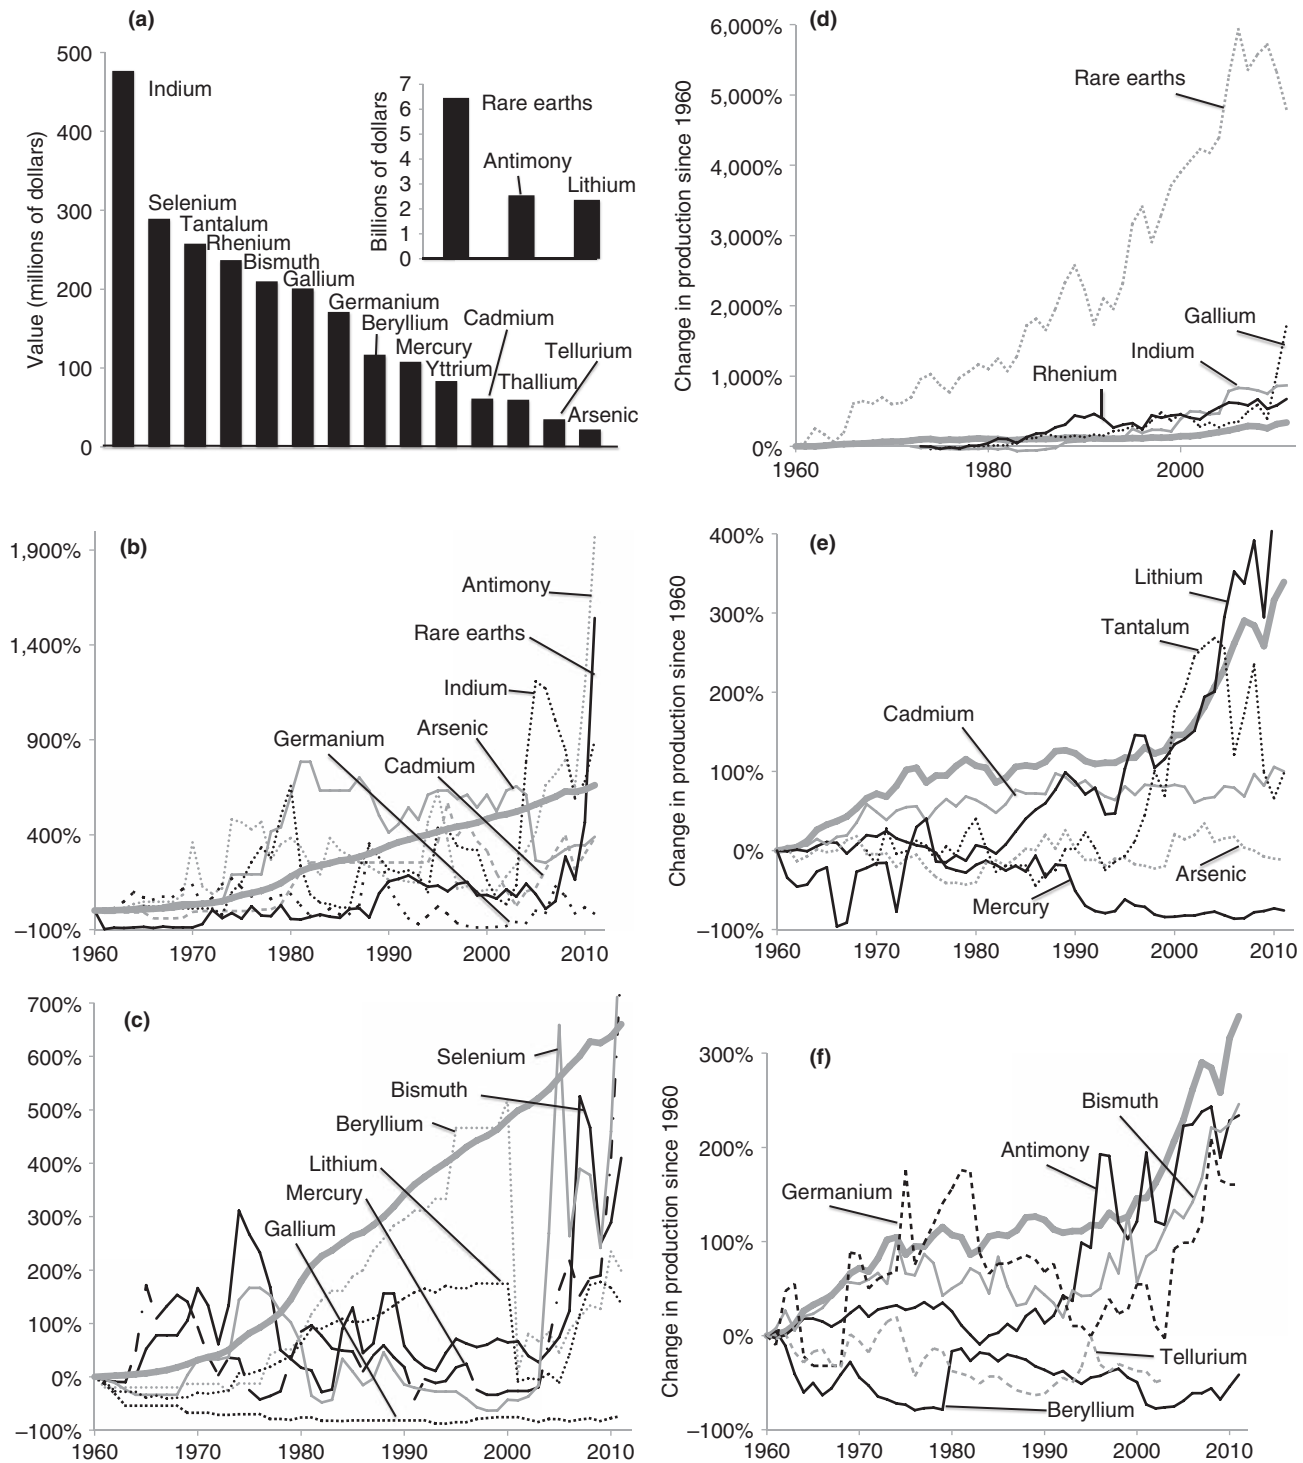 (a)
500
400
300
200
100
0
Value (millions of dollars)
Indium
Selenium
Tantalum
Rhenium
Bismuth
Gallium
Germanium
Beryllium
Mercury
Yttrium
Cadmium
Thallium
Tellurium
Arsenic
7
6
5
4
3
2
1
0
Billions of dollars
Rare earths
Antimony
Lithium
(d)
6,000%
5,000%
4,000%
3,000%
2,000%
1,000%
0%
Change in production since 1960
Rare earths
Gallium
Indium
Rhenium
1960
1980
2000
(b)
1,900%
1,400%
900%
400%
–100%
Antimony
Rare earths
Indium
Arsenic
Germanium
Cadmium
1960
1970
1980
1990
2000
2010
(e)
400%
300%
200%
100%
0%
–100%
Change in production since 1960
Lithium
Tantalum
Cadmium
Arsenic
Mercury
1960
1970
1980
1990
2000
2010
(c)
700%
600%
500%
400%
300%
200%
100%
0%
–100%
Selenium
Bismuth
Beryllium
Lithium
Mercury
Gallium
1960
1970
1980
1990
2000
2010
(f)
300%
200%
100%
0%
–100%
Change in production since 1960
Bismuth
Antimony
Germanium
Tellurium
Beryllium
1960
1970
1980
1990
2000
2010